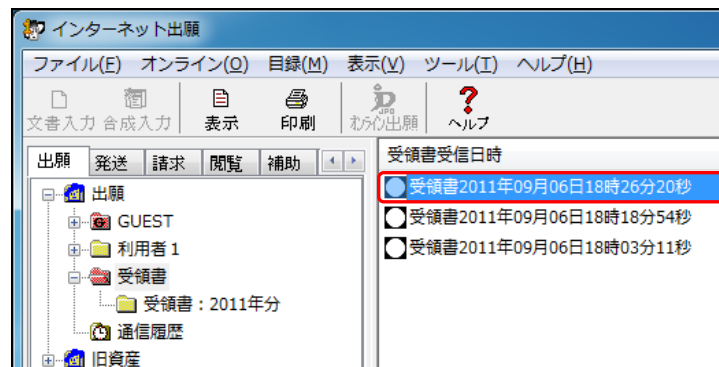 インターネット出願
ファイル(F) オンライン(O) 目録(M) 表示(V) ツール(T) ヘルプ(H)
文書入力 合成入力 表示 印刷 オンライン出願 ヘルプ
出願 発送 請求 閲覧 補助
出願
GUEST
利用者1
受領書
受領書：2011年分
通信履歴
旧資産
受領書受信日時
受領書2011年09月06日18時26分20秒
受領書2011年09月06日18時18分54秒
受領書2011年09月06日18時03分11秒